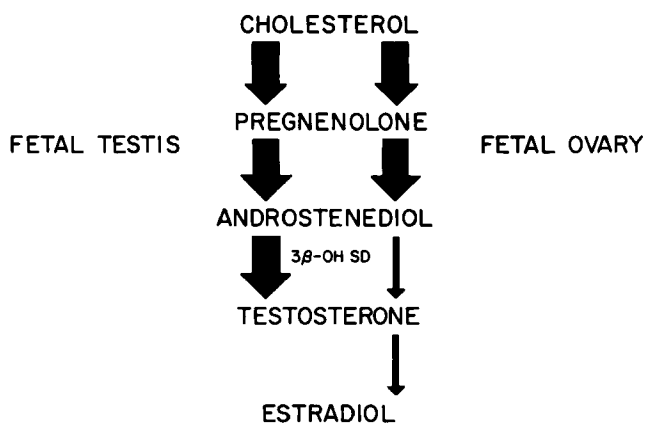 CHOLESTEROL
PREGNENOLONE
FETAL TESTIS
FETAL OVARY
ANDROSTENEDIOL
3β-OH SD
TESTOSTERONE
ESTRADIOL